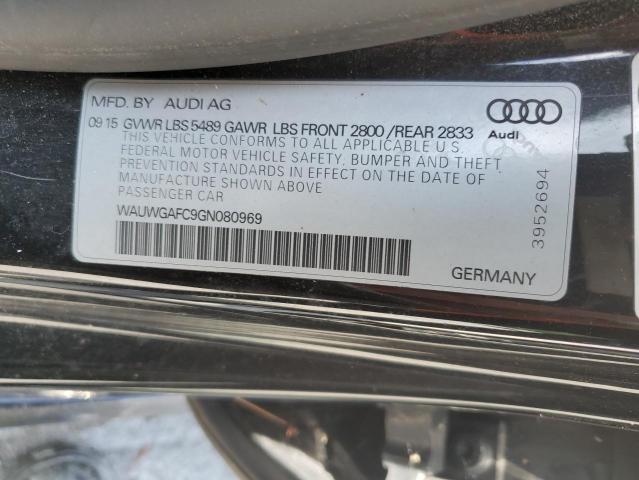 MFD. BY AUDI AG
09 15 GVWR LBS 5489 GAWR LBS FRONT 2800 /REAR 2833
THIS VEHICLE CONFORMS TO ALL APPLICABLE U.S.
FEDERAL MOTOR VEHICLE SAFETY, BUMPER AND THEFT
PREVENTION STANDARDS IN EFFECT ON THE DATE OF
MANUFACTURE SHOWN ABOVE
PASSENGER CAR
WAUWGAFC9GN080969
GERMANY
Audi
3952694